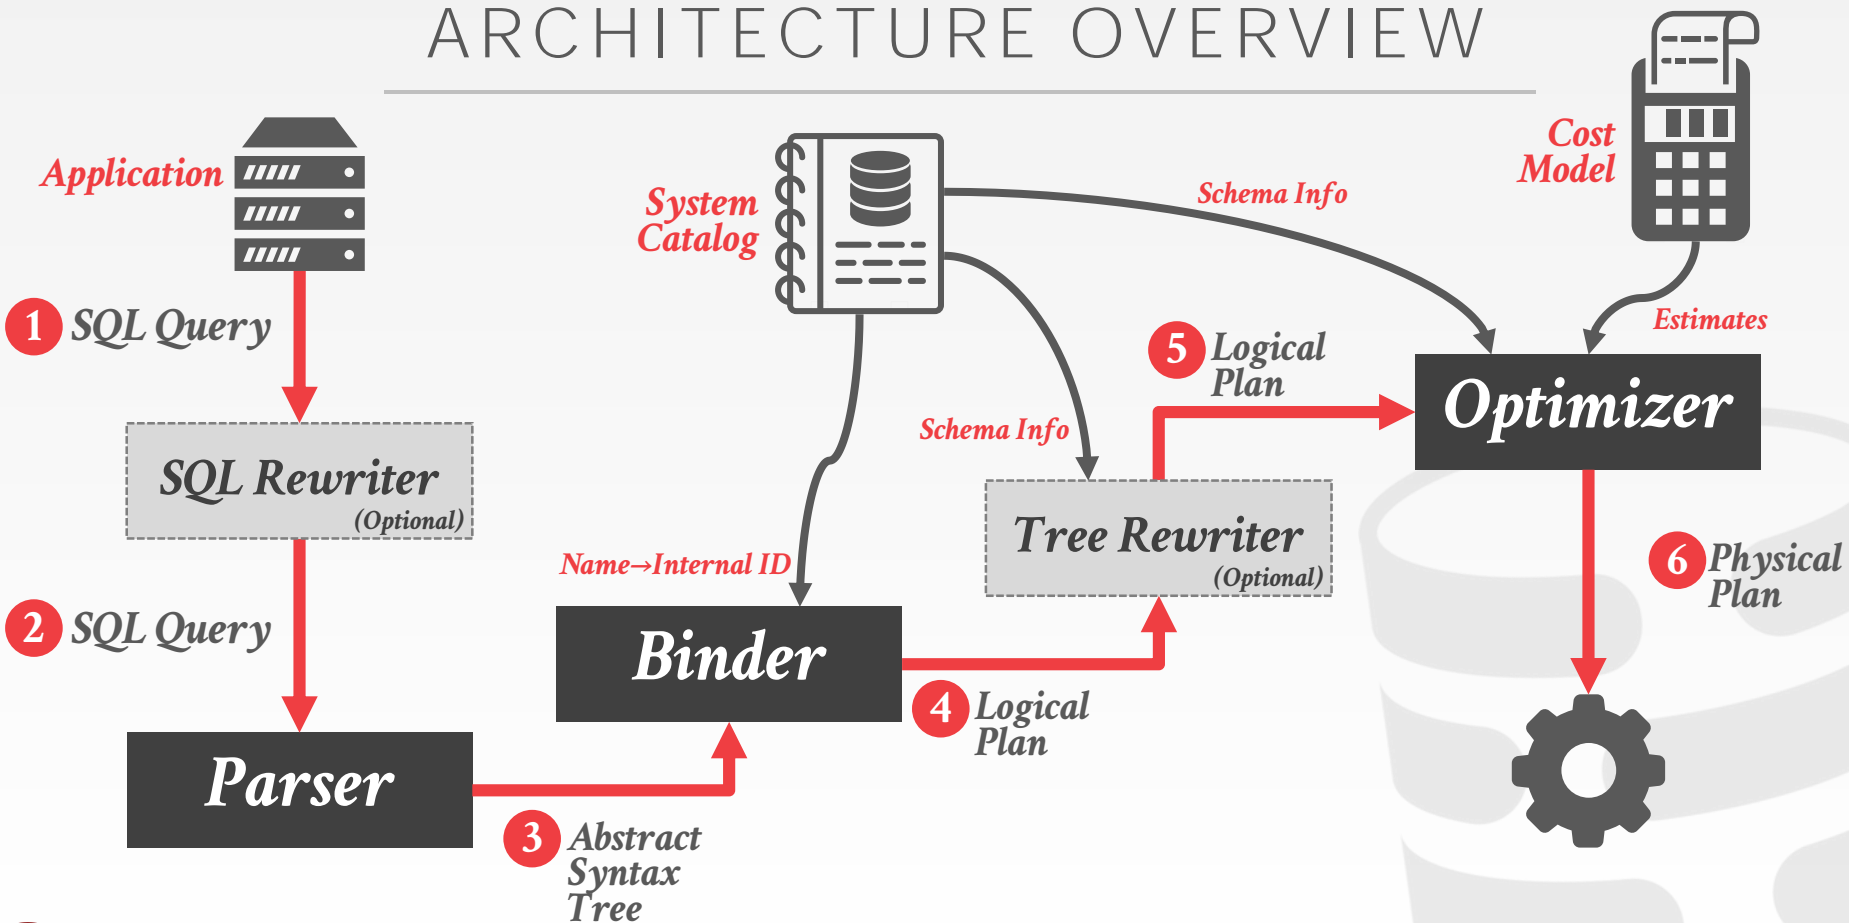 ARCHITECTURE OVERVIEW
Application
System
Catalog
Cost
Model
Schema Info
Estimates
1 SQL Query
5 Logical
Plan
Optimizer
Schema Info
SQL Rewriter
(Optional)
Tree Rewriter
(Optional)
Name→Internal ID
6 Physical
Plan
2 SQL Query
Binder
4 Logical
Plan
Parser
3 Abstract
Syntax
Tree